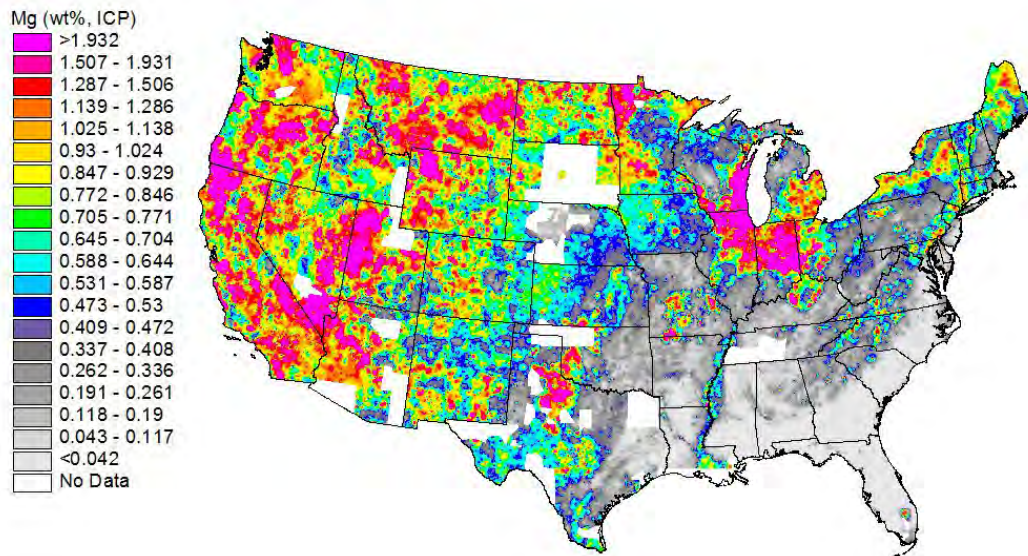 Mg (wt%, ICP)
>1.932
1.507 - 1.931
1.287 - 1.506
1.139 - 1.286
1.025 - 1.138
0.93 - 1.024
0.847 - 0.929
0.772 - 0.846
0.705 - 0.771
0.645 - 0.704
0.588 - 0.644
0.531 - 0.587
0.473 - 0.53
0.409 - 0.472
0.337 - 0.408
0.262 - 0.336
0.191 - 0.261
0.118 - 0.19
0.043 - 0.117
<0.042
No Data